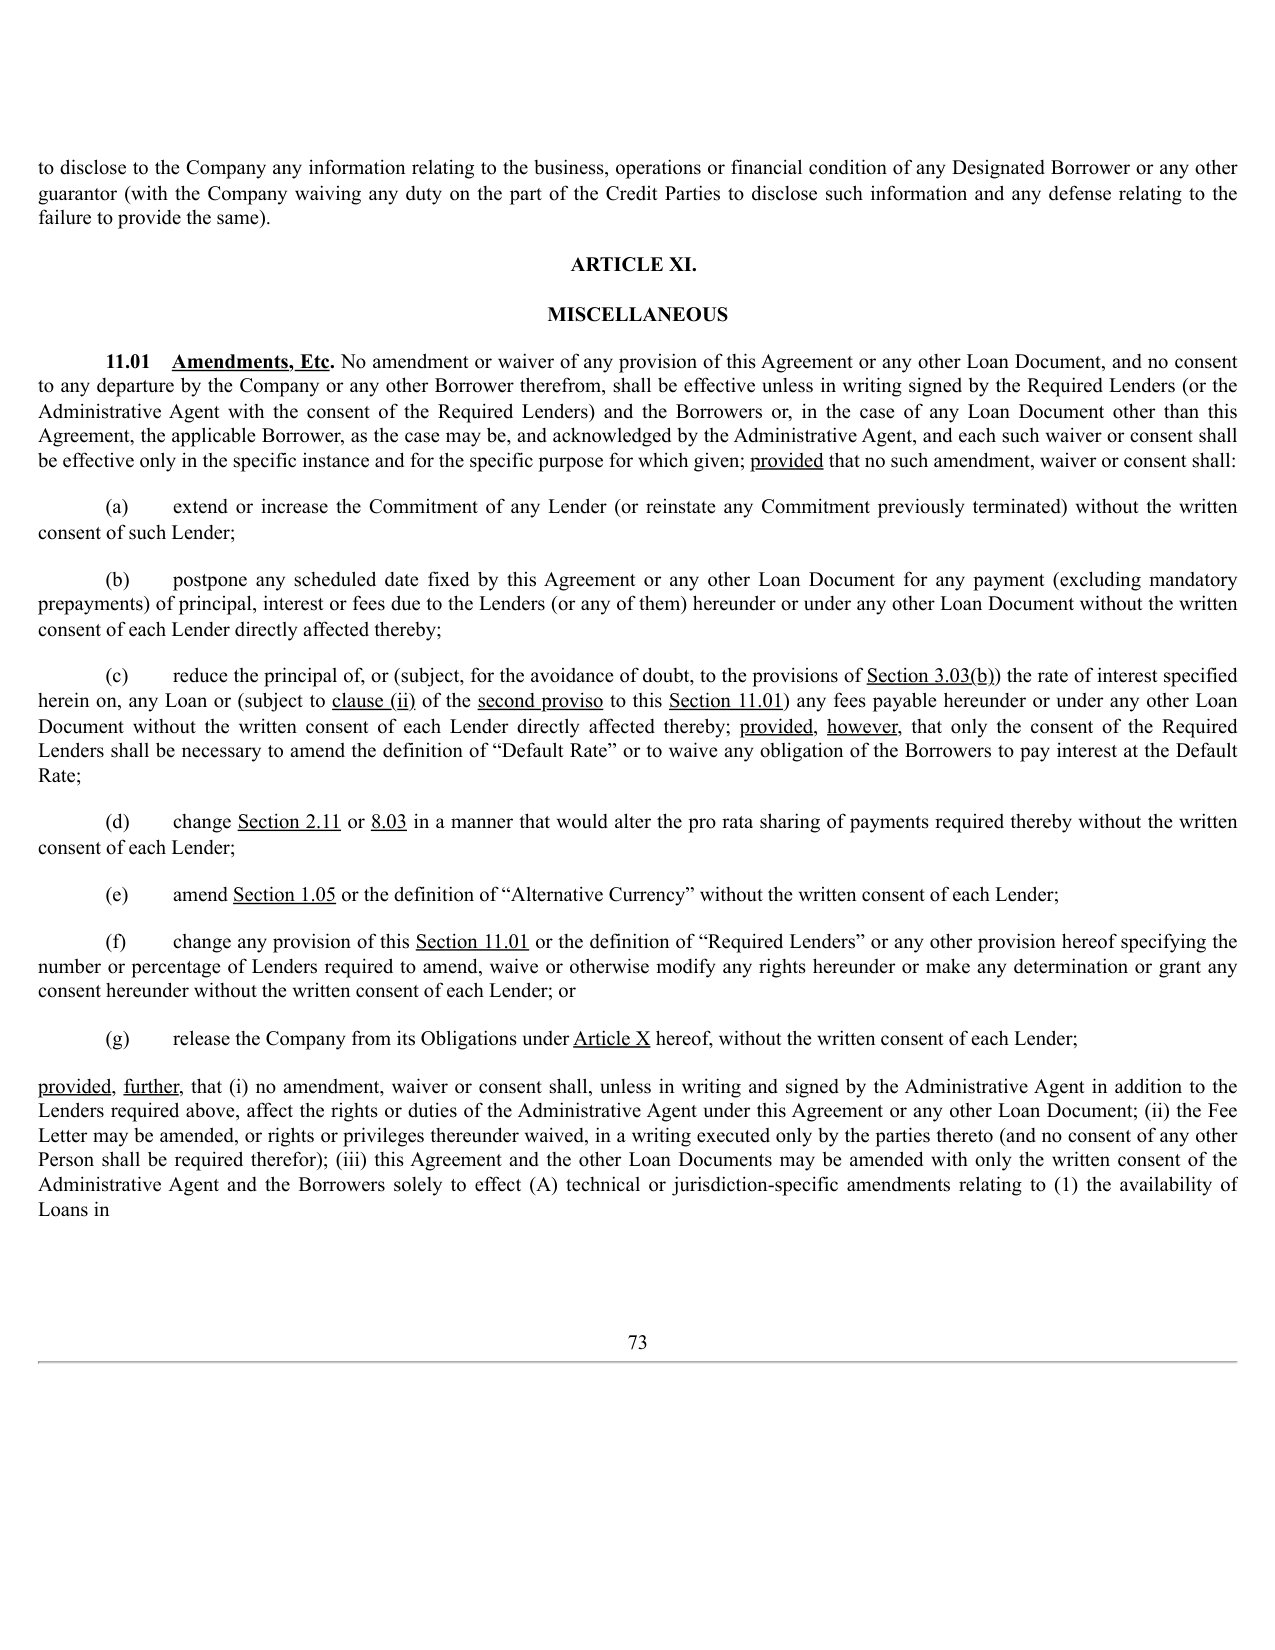 to disclose to the Company any information relating to the business, operations or financial condition of any Designated Borrower or any other
guarantor (with the Company waiving any duty on the part of the Credit Parties to disclose such information and any defense relating to the
failure to provide the same).
ARTICLE XI.
MISCELLANEOUS
11.01 Amendments, Etc. No amendment or waiver of any provision of this Agreement or any other Loan Document, and no consent
to any departure by the Company or any other Borrower therefrom, shall be effective unless in writing signed by the Required Lenders (or the
Administrative Agent with the consent of the Required Lenders) and the Borrowers or, in the case of any Loan Document other than this
Agreement, the applicable Borrower, as the case may be, and acknowledged by the Administrative Agent, and each such waiver or consent shall
be effective only in the specific instance and for the specific purpose for which given; provided that no such amendment, waiver or consent shall:
(a) extend or increase the Commitment of any Lender (or reinstate any Commitment previously terminated) without the written
consent of such Lender;
(b) postpone any scheduled date fixed by this Agreement or any other Loan Document for any payment (excluding mandatory
prepayments) of principal, interest or fees due to the Lenders (or any of them) hereunder or under any other Loan Document without the written
consent of each Lender directly affected thereby;
(c) reduce the principal of, or (subject, for the avoidance of doubt, to the provisions of Section 3.03(b)) the rate of interest specified
herein on, any Loan or (subject to clause (ii) of the second proviso to this Section 11.01) any fees payable hereunder or under any other Loan
Document without the written consent of each Lender directly affected thereby; provided, however, that only the consent of the Required
Lenders shall be necessary to amend the definition of “Default Rate” or to waive any obligation of the Borrowers to pay interest at the Default
Rate;
(d) change Section 2.11 or 8.03 in a manner that would alter the pro rata sharing of payments required thereby without the written
consent of each Lender;
(e) amend Section 1.05 or the definition of “Alternative Currency” without the written consent of each Lender;
(f) change any provision of this Section 11.01 or the definition of “Required Lenders” or any other provision hereof specifying the
number or percentage of Lenders required to amend, waive or otherwise modify any rights hereunder or make any determination or grant any
consent hereunder without the written consent of each Lender; or
(g) release the Company from its Obligations under Article X hereof, without the written consent of each Lender;
provided, further, that (i) no amendment, waiver or consent shall, unless in writing and signed by the Administrative Agent in addition to the
Lenders required above, affect the rights or duties of the Administrative Agent under this Agreement or any other Loan Document; (ii) the Fee
Letter may be amended, or rights or privileges thereunder waived, in a writing executed only by the parties thereto (and no consent of any other
Person shall be required therefor); (iii) this Agreement and the other Loan Documents may be amended with only the written consent of the
Administrative Agent and the Borrowers solely to effect (A) technical or jurisdiction-specific amendments relating to (1) the availability of
Loans in
73